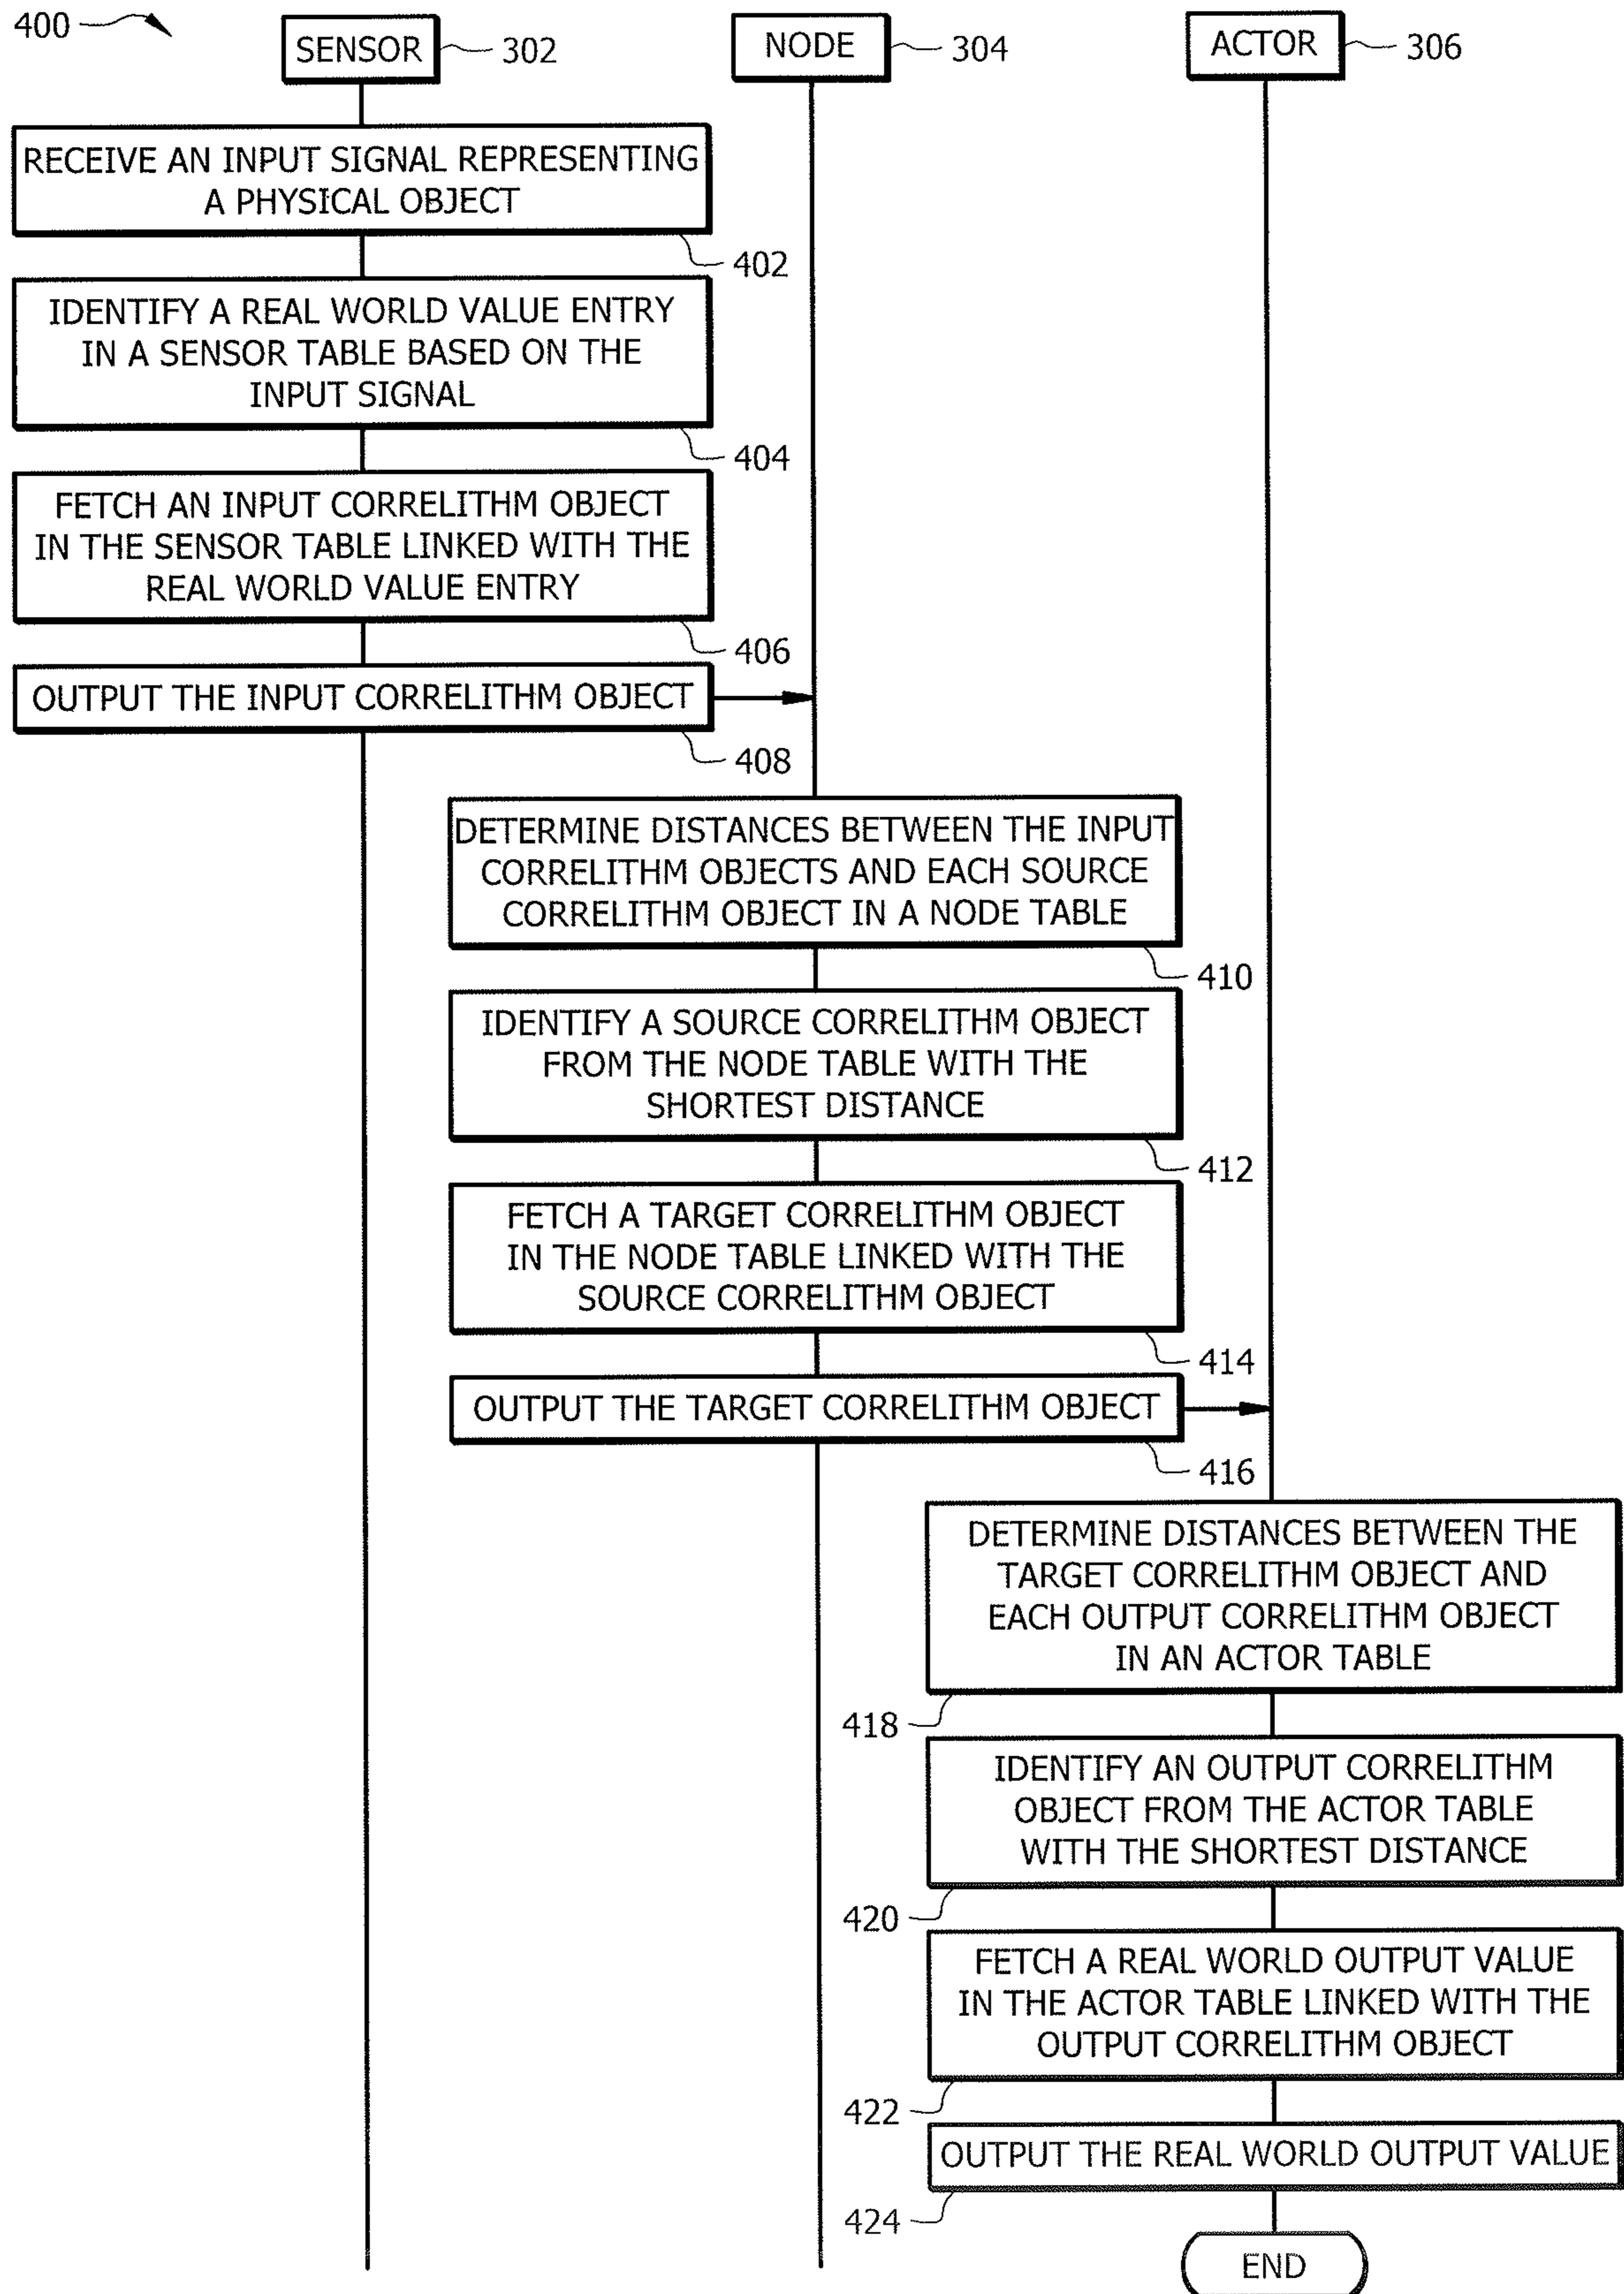 400
SENSOR
302
NODE
304
ACTOR
306
RECEIVE AN INPUT SIGNAL REPRESENTING
A PHYSICAL OBJECT
402
IDENTIFY A REAL WORLD VALUE ENTRY
IN A SENSOR TABLE BASED ON THE
INPUT SIGNAL
404
FETCH AN INPUT CORRELITHM OBJECT
IN THE SENSOR TABLE LINKED WITH THE
REAL WORLD VALUE ENTRY
406
OUTPUT THE INPUT CORRELITHM OBJECT
408
DETERMINE DISTANCES BETWEEN THE INPUT
CORRELITHM OBJECTS AND EACH SOURCE
CORRELITHM OBJECT IN A NODE TABLE
410
IDENTIFY A SOURCE CORRELITHM OBJECT
FROM THE NODE TABLE WITH THE
SHORTEST DISTANCE
412
FETCH A TARGET CORRELITHM OBJECT
IN THE NODE TABLE LINKED WITH THE
SOURCE CORRELITHM OBJECT
414
OUTPUT THE TARGET CORRELITHM OBJECT
416
DETERMINE DISTANCES BETWEEN THE
TARGET CORRELITHM OBJECT AND
EACH OUTPUT CORRELITHM OBJECT
IN AN ACTOR TABLE
418
IDENTIFY AN OUTPUT CORRELITHM
OBJECT FROM THE ACTOR TABLE
WITH THE SHORTEST DISTANCE
420
FETCH A REAL WORLD OUTPUT VALUE
IN THE ACTOR TABLE LINKED WITH THE
OUTPUT CORRELITHM OBJECT
422
OUTPUT THE REAL WORLD OUTPUT VALUE
424
END